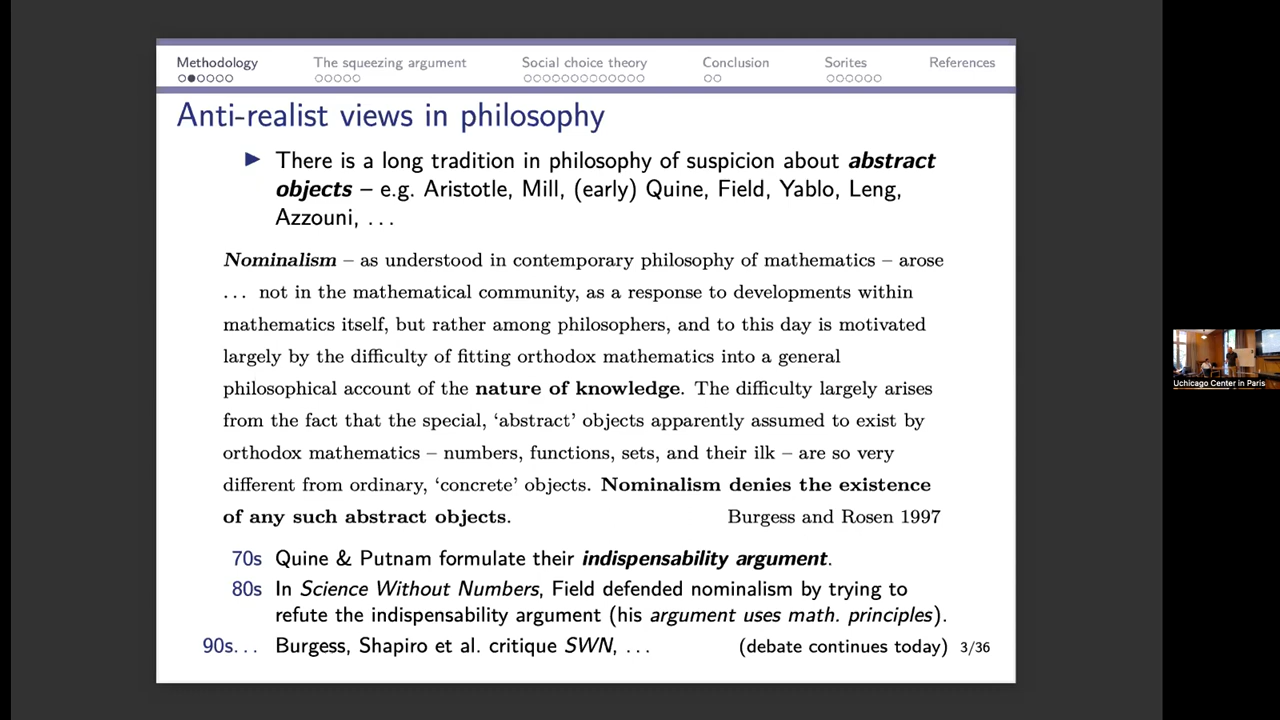 Methodology The squeezing argument Social choice theory Conclusion Sorites References
Anti-realist views in philosophy
▶ There is a long tradition in philosophy of suspicion about abstract
objects – e.g. Aristotle, Mill, (early) Quine, Field, Yablo, Leng,
Azzouni, ...
Nominalism – as understood in contemporary philosophy of mathematics – arose
... not in the mathematical community, as a response to developments within
mathematics itself, but rather among philosophers, and to this day is motivated
largely by the difficulty of fitting orthodox mathematics into a general
philosophical account of the nature of knowledge. The difficulty largely arises
from the fact that the special, ‘abstract’ objects apparently assumed to exist by
orthodox mathematics – numbers, functions, sets, and their ilk – are so very
different from ordinary, ‘concrete’ objects. Nominalism denies the existence
of any such abstract objects. Burgess and Rosen 1997
70s Quine & Putnam formulate their indispensability argument.
80s In Science Without Numbers, Field defended nominalism by trying to
refute the indispensability argument (his argument uses math. principles).
90s... Burgess, Shapiro et al. critique SWN, ... (debate continues today) 3/36
Uchicago Center in Paris